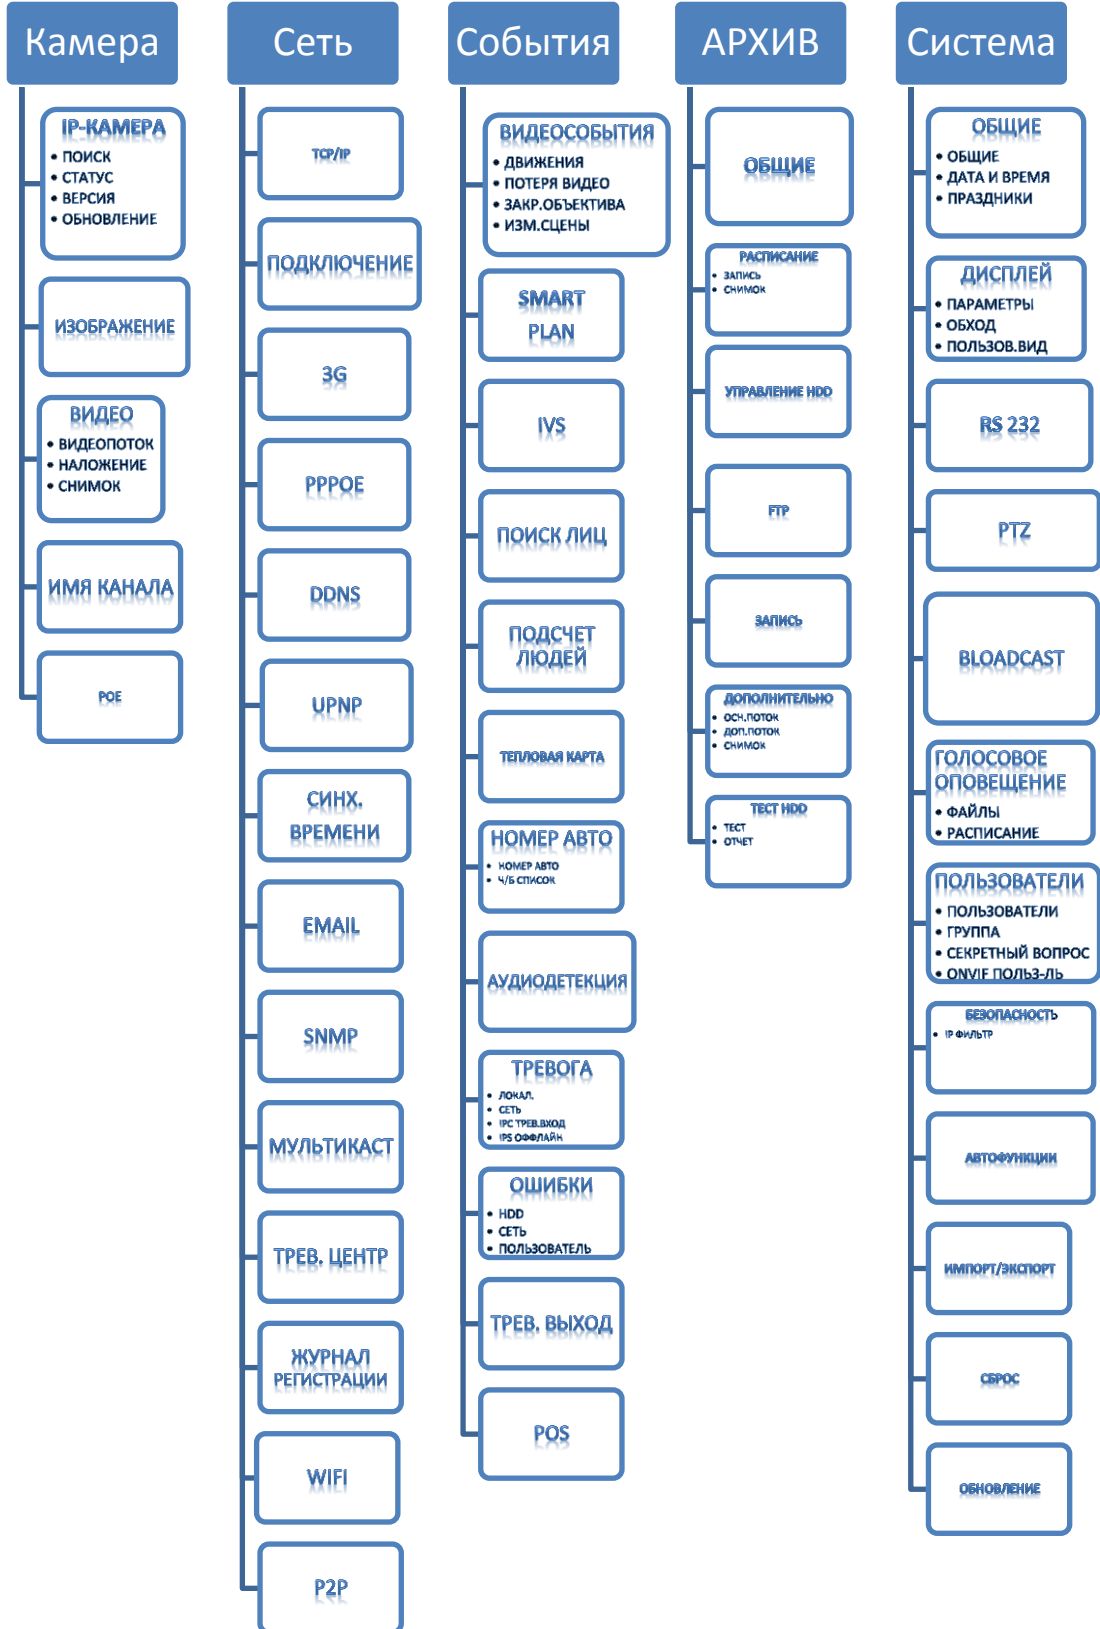 Камера
IP-КАМЕРА
• ПОИСК
• СТАТУС
• ВЕРСИЯ
• ОБНОВЛЕНИЕ
ИЗОБРАЖЕНИЕ
ВИДЕО
• ВИДЕОПОТОК
• НАЛОЖЕНИЕ
• СНИМОК
ИМЯ КАНАЛА
POE
Сеть
TCP/IP
ПОДКЛЮЧЕНИЕ
3G
PPPOE
DDNS
UPNP
СИНХ.
ВРЕМЕНИ
EMAIL
SNMP
МУЛЬТИКАСТ
ТРЕВ. ЦЕНТР
ЖУРНАЛ
РЕГИСТРАЦИИ
WIFI
P2P
События
ВИДЕОСОБЫТИЯ
• ДВИЖЕНИЯ
• ПОТЕРЯ ВИДЕО
• ЗАКР.ОБЪЕКТИВА
• ИЗМ.СЦЕНЫ
SMART
PLAN
IVS
ПОИСК ЛИЦ
ПОДСЧЕТ
ЛЮДЕЙ
ТЕПЛОВАЯ КАРТА
НОМЕР АВТО
• НОМЕР АВТО
• Ч/Б СПИСОК
АУДИОДЕТЕКЦИЯ
ТРЕВОГА
• ЛОКАЛ.
• СЕТЬ
• IPC ТРЕВ.ВХОД
• IPS ОФФЛАЙН
ОШИБКИ
• HDD
• СЕТЬ
• ПОЛЬЗОВАТЕЛЬ
ТРЕВ. ВЫХОД
POS
АРХИВ
ОБЩИЕ
РАСПИСАНИЕ
• ЗАПИСЬ
• СНИМОК
УПРАВЛЕНИЕ HDD
FTP
ЗАПИСЬ
ДОПОЛНИТЕЛЬНО
• ОСН.ПОТОК
• ДОП.ПОТОК
• СНИМОК
ТЕСТ HDD
• ТЕСТ
• ОТЧЕТ
Система
ОБЩИЕ
• ОБЩИЕ
• ДАТА И ВРЕМЯ
• ПРАЗДНИКИ
ДИСПЛЕЙ
• ПАРАМЕТРЫ
• ОБХОД
• ПОЛЬЗОВ.ВИД
RS 232
PTZ
BLOADCAST
ГОЛОСОВОЕ
ОПОВЕЩЕНИЕ
• ФАЙЛЫ
• РАСПИСАНИЕ
ПОЛЬЗОВАТЕЛИ
• ПОЛЬЗОВАТЕЛИ
• ГРУППА
• СЕКРЕТНЫЙ ВОПРОС
• ONVIF ПОЛЬЗ-ЛЬ
БЕЗОПАСНОСТЬ
• IP ФИЛЬТР
АВТОФУНКЦИИ
ИМПОРТ/ЭКСПОРТ
СБРОС
ОБНОВЛЕНИЕ